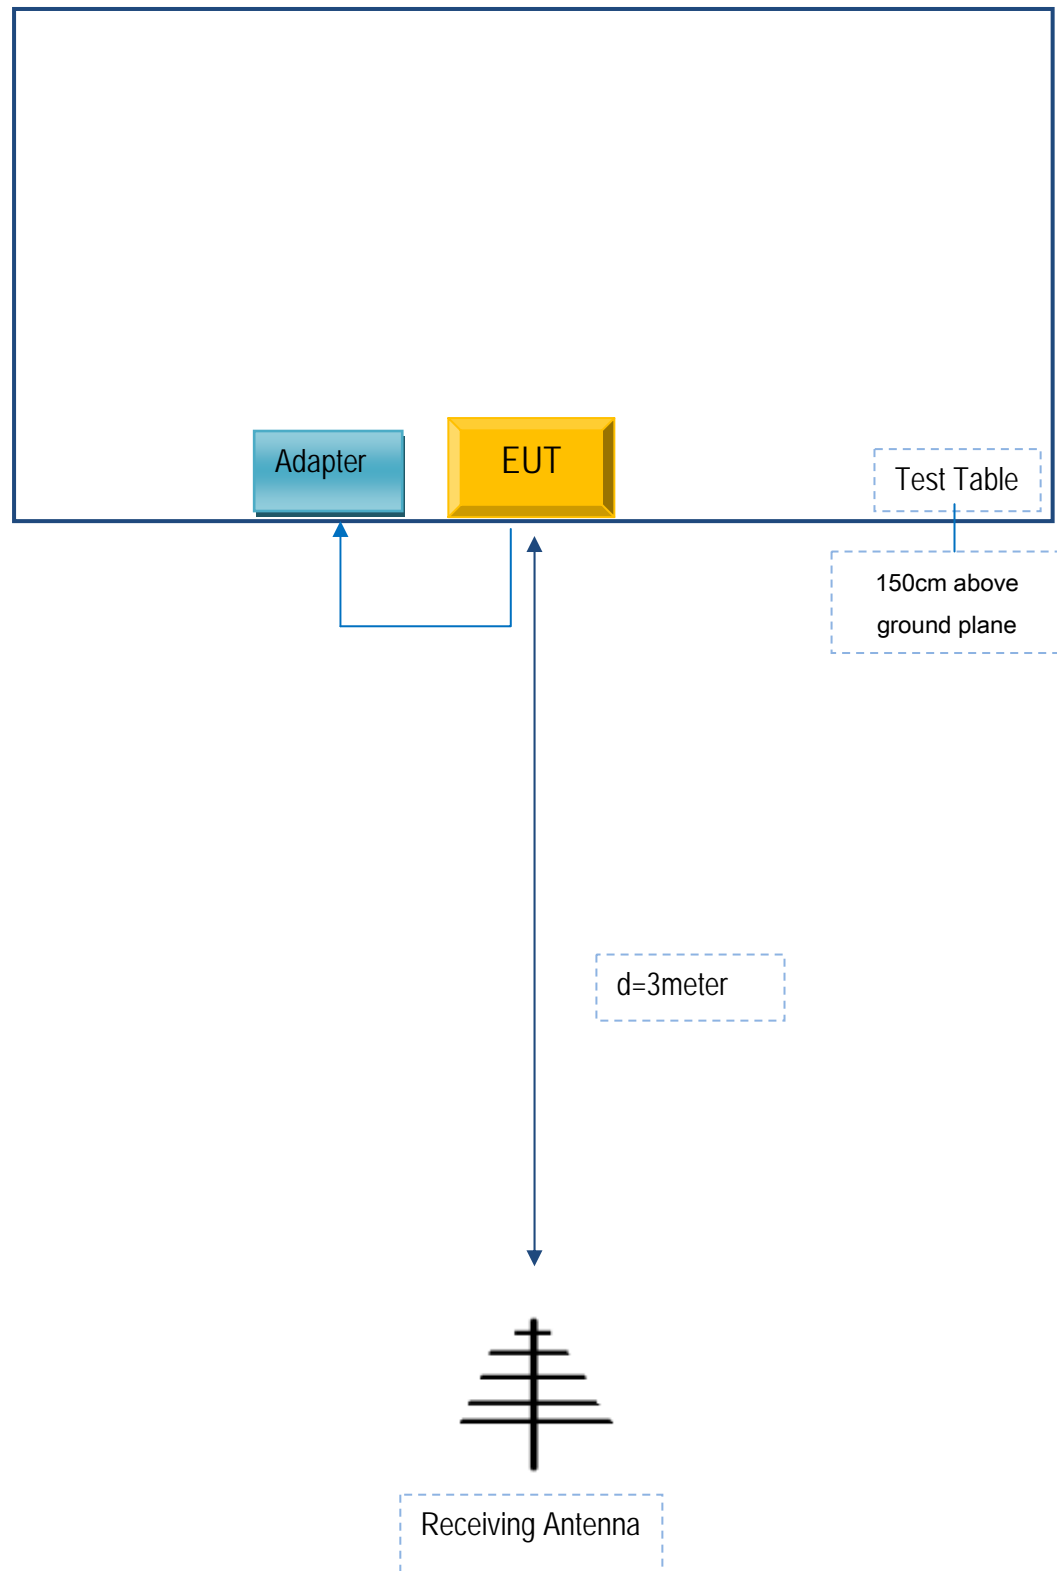 Adapter
EUT
Test Table
150cm above
ground plane
d=3meter
Receiving Antenna